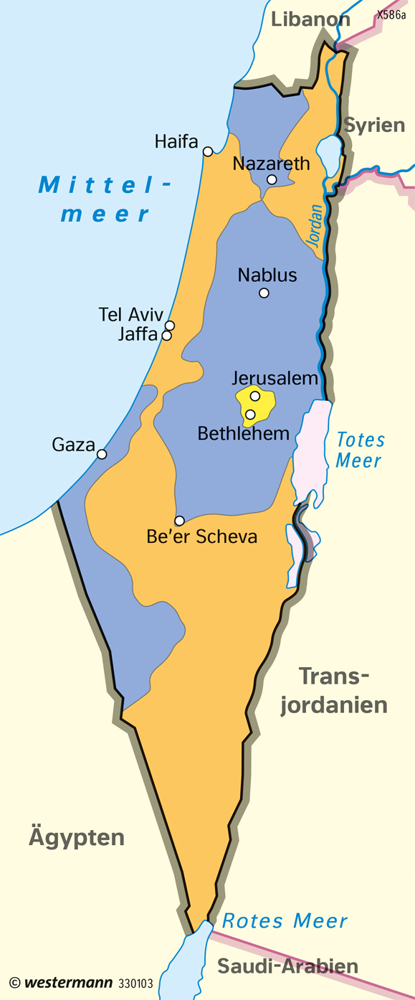 X586a
Libanon
Syrien
Haifa
Nazareth
Mittel-
meer
Jordan
Nablus
Tel Aviv
Jaffa
Jerusalem
Bethlehem
Gaza
Totes
Meer
Be’er Scheva
Trans-
jordanien
Ägypten
Rotes Meer
Saudi-Arabien
© westermann 330103